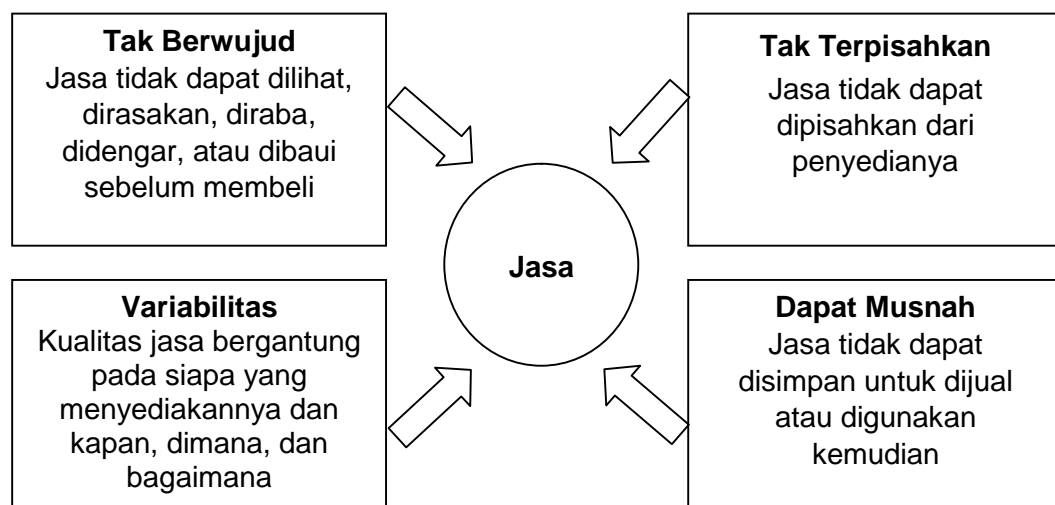 Tak Berwujud
Jasa tidak dapat dilihat,
dirasakan, diraba,
didengar, atau dibaui
sebelum membeli
Tak Terpisahkan
Jasa tidak dapat
dipisahkan dari
penyedianya
Jasa
Variabilitas
Kualitas jasa bergantung
pada siapa yang
menyediakannya dan
kapan, dimana, dan
bagaimana
Dapat Musnah
Jasa tidak dapat
disimpan untuk dijual
atau digunakan
kemudian